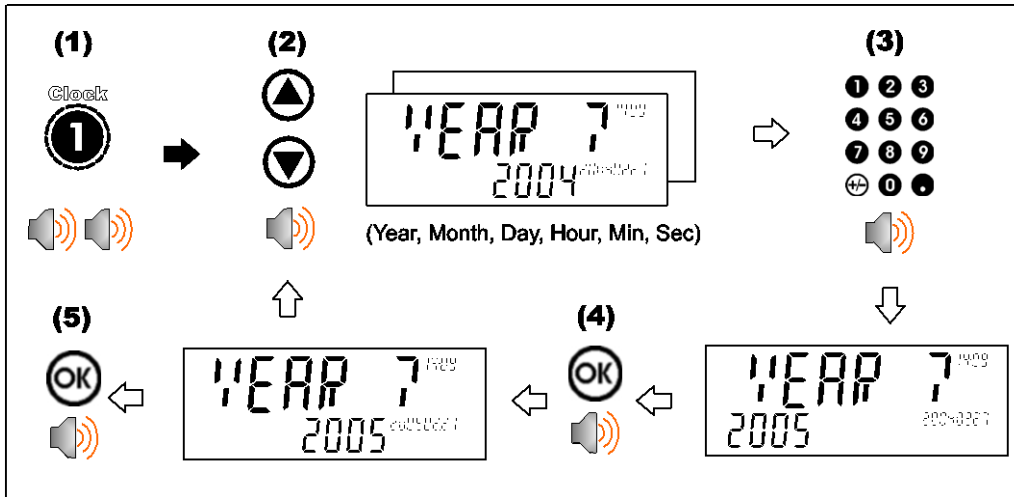 (1)
Clock
1
(2)
YEAR 7
2004
(Year, Month, Day, Hour, Min, Sec)
(3)
1 2 3
4 5 6
7 8 9
+/- 0 .
(4)
OK
YEAR 7
2005
20040227
(5)
OK
YEAR 7
2005